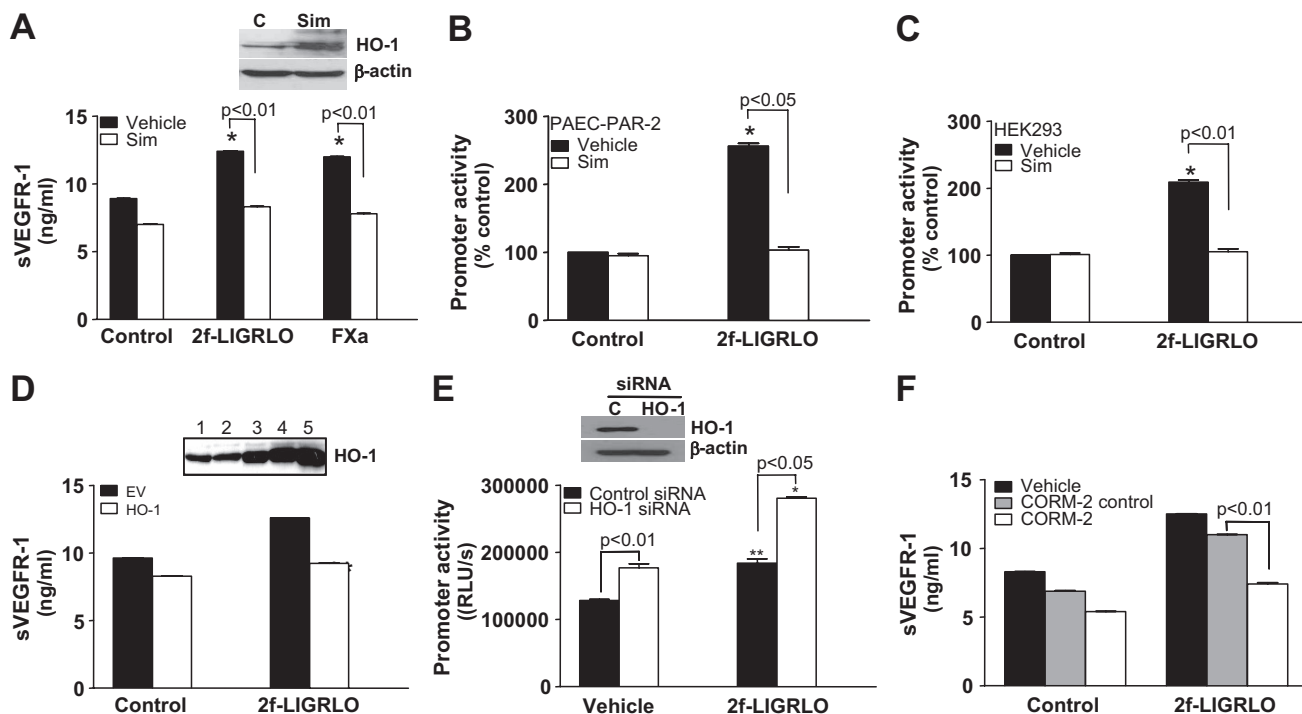 A
C Sim
HO-1
β-actin
p<0.01
p<0.01
Vehicle
Sim
*
*
sVEGFR-1
(ng/ml)
15
10
5
0
Control 2f-LIGRLO FXa
B
p<0.05
PAEC-PAR-2
Vehicle
Sim
*
Promoter activity
(% control)
300
200
100
0
Control 2f-LIGRLO
C
HEK293
p<0.01
Vehicle
Sim
*
Promoter activity
(% control)
300
200
100
0
Control 2f-LIGRLO
D
1 2 3 4 5
HO-1
EV
HO-1
*
sVEGFR-1
(ng/ml)
15
10
5
0
Control 2f-LIGRLO
E
siRNA
C HO-1
HO-1
β-actin
p<0.05
Control siRNA
HO-1 siRNA
*
p<0.01
**
Promoter activity
((RLU/s)
300000
200000
100000
0
Vehicle 2f-LIGRLO
F
Vehicle
CORM-2 control
CORM-2
p<0.01
sVEGFR-1
(ng/ml)
15
10
5
0
Control 2f-LIGRLO